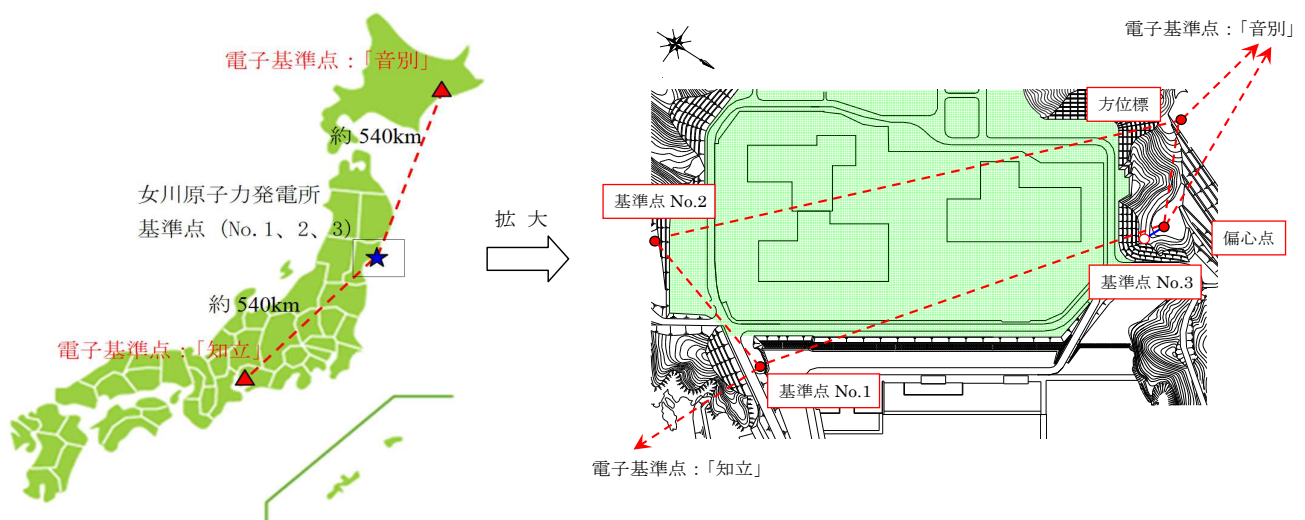 電子基準点：「音別」
約 540km
女川原子力発電所
基準点（No.1、2、3）
約 540km
電子基準点：「知立」
拡 大
電子基準点：「音別」
方位標
基準点 No.2
偏心点
基準点 No.3
基準点 No.1
電子基準点：「知立」